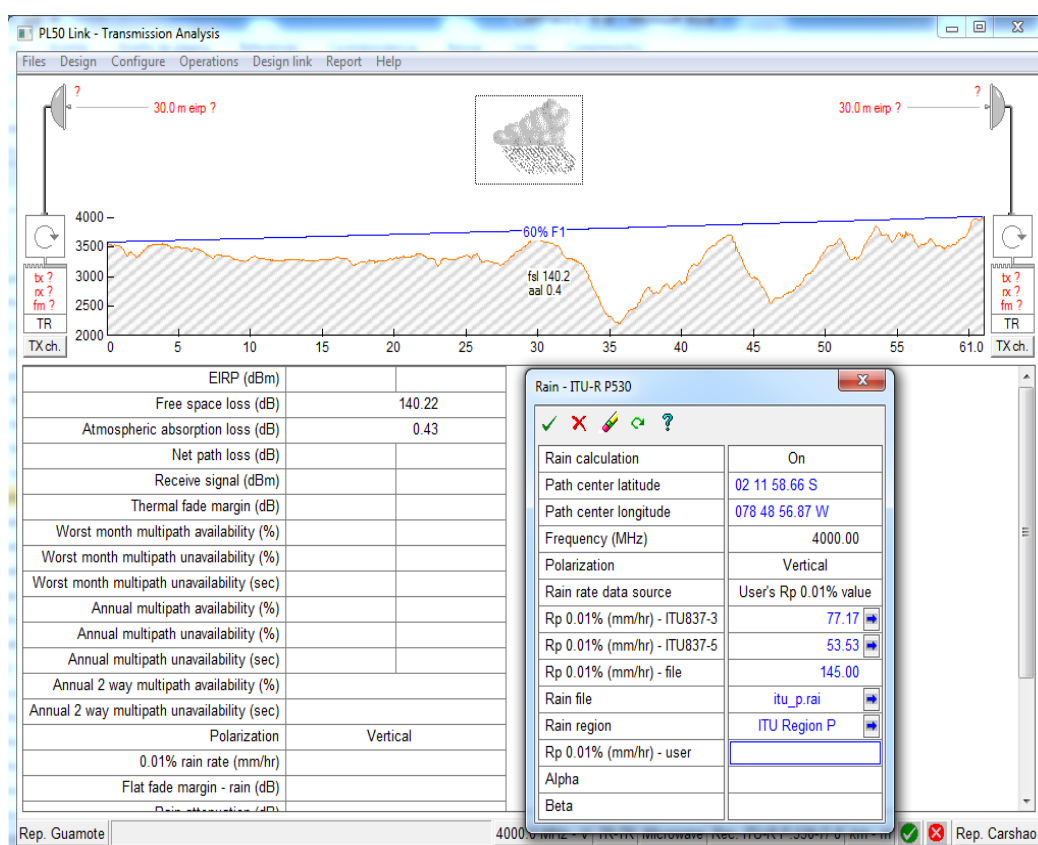 PL50 Link - Transmission Analysis
Files Design Configure Operations Design link Report Help
?
30.0 m eirp ?
?
30.0 m eirp ?
4000
3500
3000
2500
2000
60% F1
fsl 140.2
aal 0.4
tx ?
rx ?
fm ?
TR
TX ch.
tx ?
rx ?
fm ?
TR
TX ch.
0 5 10 15 20 25 30 35 40 45 50 55 61.0
EIRP (dBm)
Free space loss (dB) 140.22
Atmospheric absorption loss (dB) 0.43
Net path loss (dB)
Receive signal (dBm)
Thermal fade margin (dB)
Worst month multipath availability (%)
Worst month multipath unavailability (%)
Worst month multipath unavailability (sec)
Annual multipath availability (%)
Annual multipath unavailability (%)
Annual multipath unavailability (sec)
Annual 2 way multipath availability (%)
Annual 2 way multipath unavailability (sec)
Polarization Vertical
0.01% rain rate (mm/hr)
Flat fade margin - rain (dB)
Rain attenuation (dB)
Rain - ITU-R P530
?
Rain calculation On
Path center latitude 02 11 58.66 S
Path center longitude 078 48 56.87 W
Frequency (MHz) 4000.00
Polarization Vertical
Rain rate data source User's Rp 0.01% value
Rp 0.01% (mm/hr) - ITU837-3 77.17
Rp 0.01% (mm/hr) - ITU837-5 53.53
Rp 0.01% (mm/hr) - file 145.00
Rain file itu_p.rai
Rain region ITU Region P
Rp 0.01% (mm/hr) - user
Alpha
Beta
Rep. Guamote
Rep. Carshao